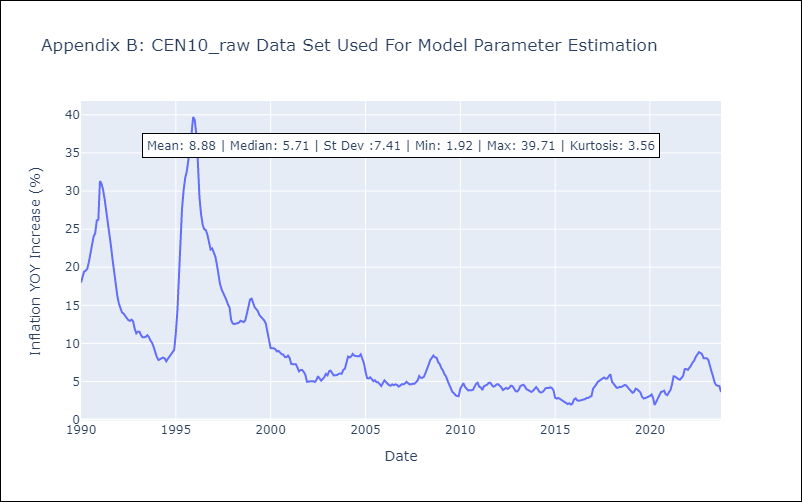 Appendix B: CEN10_raw Data Set Used For Model Parameter Estimation
40
Mean: 8.88 | Median: 5.71 | St Dev :7.41 | Min: 1.92 | Max: 39.71 | Kurtosis: 3.56
35
30
25
20
15
10
5
0
Inflation YOY Increase (%)
1990 1995 2000 2005 2010 2015 2020
Date